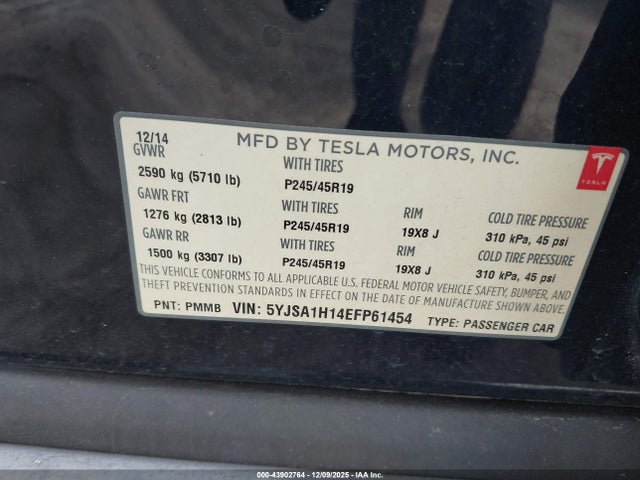 12/14 MFD BY TESLA MOTORS, INC.
GVWR WITH TIRES
2590 kg (5710 lb) P245/45R19
TESLA
GAWR FRT WITH TIRES RIM COLD TIRE PRESSURE
1276 kg (2813 lb) P245/45R19 19X8 J 310 kPa, 45 psi
GAWR RR WITH TIRES RIM COLD TIRE PRESSURE
1500 kg (3307 lb) P245/45R19 19X8 J 310 kPa, 45 psi
THIS VEHICLE CONFORMS TO ALL APPLICABLE U.S. FEDERAL MOTOR VEHICLE SAFETY, BUMPER, AND
THEFT PREVENTION STANDARDS IN EFFECT ON THE DATE OF MANUFACTURE SHOWN ABOVE.
PNT: PMMB VIN: 5YJSA1H14EFP61454 TYPE: PASSENGER CAR
00-43902764 - 12/09/2025 - IAA Inc.